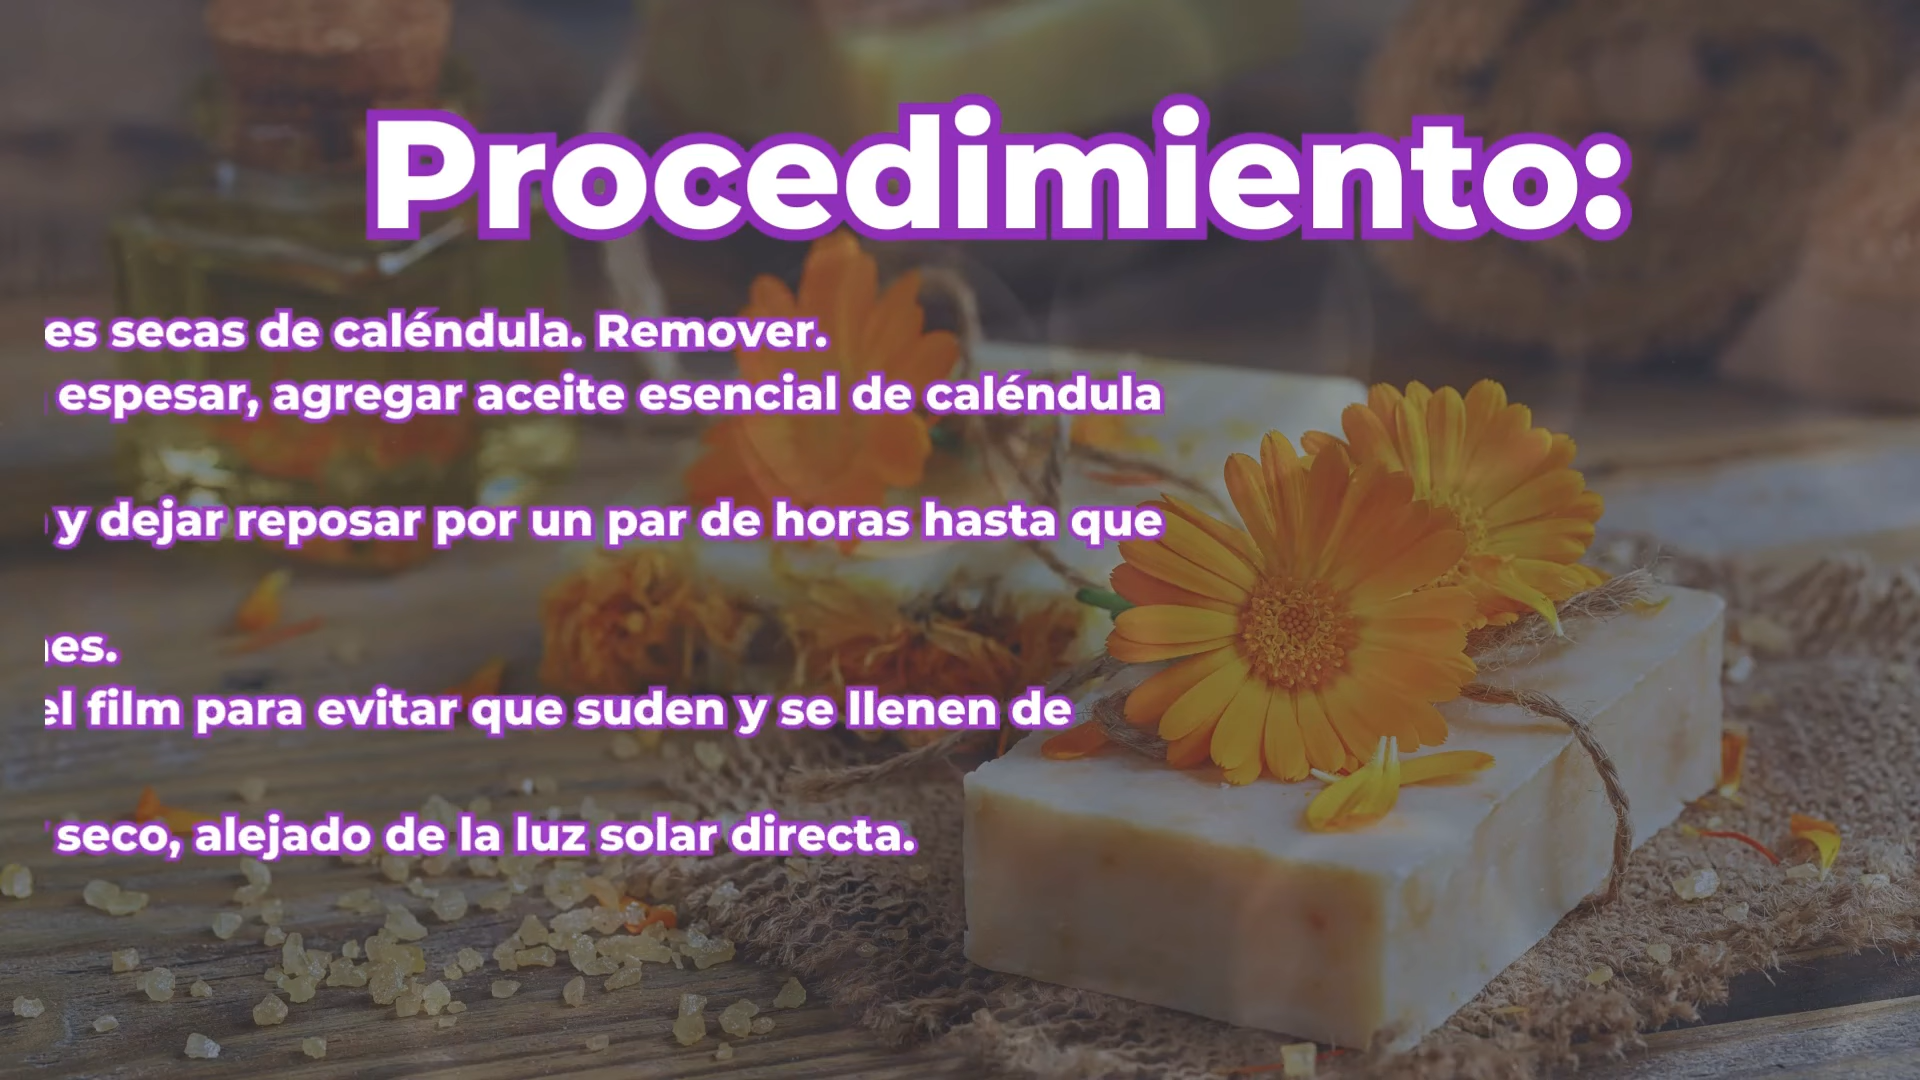 Procedimiento:
es secas de caléndula. Remover.
espesar, agregar aceite esencial de caléndula
y dejar reposar por un par de horas hasta que
es.
el film para evitar que suden y se llenen de
seco, alejado de la luz solar directa.